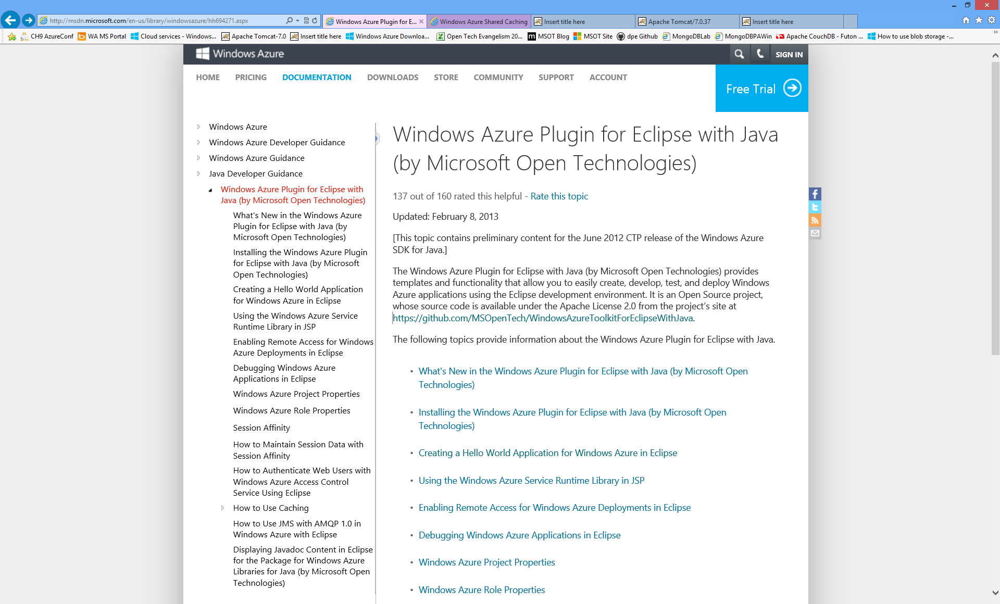 http://msdn.microsoft.com/en-us/library/windowsazure/hh694271.aspx
Windows Azure Plugin for E...
Windows Azure Shared Caching
Insert title here
Apache Tomcat/7.0.37
Insert title here
CH9 AzureConf
WA MS Portal
Cloud services - Windows...
Apache Tomcat-7.0
Insert title here
Windows Azure Downloa...
Open Tech Evangelism 20...
MSOT Blog
MSOT Site
dpe Github
MongoDBLab
MongoDBPAWin
Apache CouchDB - Futon ...
How to use blob storage -...
Windows Azure
SIGN IN
HOME
PRICING
DOCUMENTATION
DOWNLOADS
STORE
COMMUNITY
SUPPORT
ACCOUNT
Free Trial
Windows Azure
Windows Azure Developer Guidance
Windows Azure Guidance
Java Developer Guidance
Windows Azure Plugin for Eclipse with
Java (by Microsoft Open Technologies)
What's New in the Windows Azure
Plugin for Eclipse with Java (by
Microsoft Open Technologies)
Installing the Windows Azure Plugin
for Eclipse with Java (by Microsoft
Open Technologies)
Creating a Hello World Application
for Windows Azure in Eclipse
Using the Windows Azure Service
Runtime Library in JSP
Enabling Remote Access for Windows
Azure Deployments in Eclipse
Debugging Windows Azure
Applications in Eclipse
Windows Azure Project Properties
Windows Azure Role Properties
Session Affinity
How to Maintain Session Data with
Session Affinity
How to Authenticate Web Users with
Windows Azure Access Control
Service Using Eclipse
How to Use Caching
How to Use JMS with AMQP 1.0 in
Windows Azure with Eclipse
Displaying Javadoc Content in Eclipse
for the Package for Windows Azure
Libraries for Java (by Microsoft Open
Technologies)
Windows Azure Plugin for Eclipse with Java
(by Microsoft Open Technologies)
137 out of 160 rated this helpful - Rate this topic
Updated: February 8, 2013
[This topic contains preliminary content for the June 2012 CTP release of the Windows Azure
SDK for Java.]
The Windows Azure Plugin for Eclipse with Java (by Microsoft Open Technologies) provides
templates and functionality that allow you to easily create, develop, test, and deploy Windows
Azure applications using the Eclipse development environment. It is an Open Source project,
whose source code is available under the Apache License 2.0 from the project’s site at
https://github.com/MSOpenTech/WindowsAzureToolkitForEclipseWithJava.
The following topics provide information about the Windows Azure Plugin for Eclipse with Java.
• What's New in the Windows Azure Plugin for Eclipse with Java (by Microsoft Open
Technologies)
• Installing the Windows Azure Plugin for Eclipse with Java (by Microsoft Open
Technologies)
• Creating a Hello World Application for Windows Azure in Eclipse
• Using the Windows Azure Service Runtime Library in JSP
• Enabling Remote Access for Windows Azure Deployments in Eclipse
• Debugging Windows Azure Applications in Eclipse
• Windows Azure Project Properties
• Windows Azure Role Properties